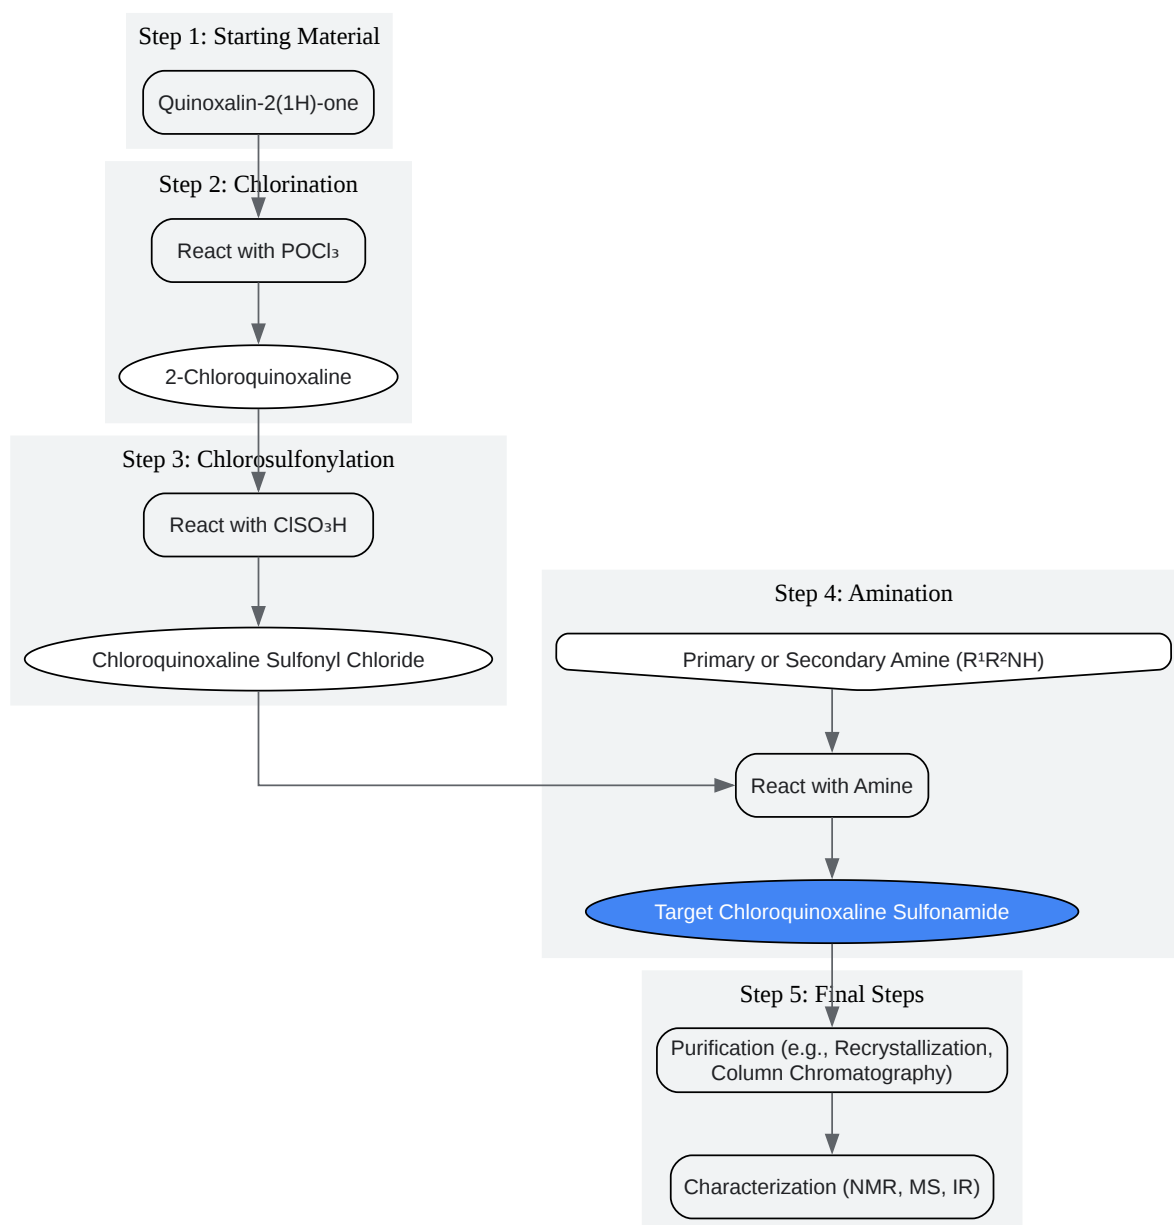 Step 1: Starting Material
Quinoxalin-2(1H)-one
Step 2: Chlorination
React with POCl₃
2-Chloroquinoxaline
Step 3: Chlorosulfonylation
React with ClSO₃H
Chloroquinoxaline Sulfonyl Chloride
Step 4: Amination
Primary or Secondary Amine (R¹R²NH)
React with Amine
Target Chloroquinoxaline Sulfonamide
Step 5: Final Steps
Purification (e.g., Recrystallization,
Column Chromatography)
Characterization (NMR, MS, IR)